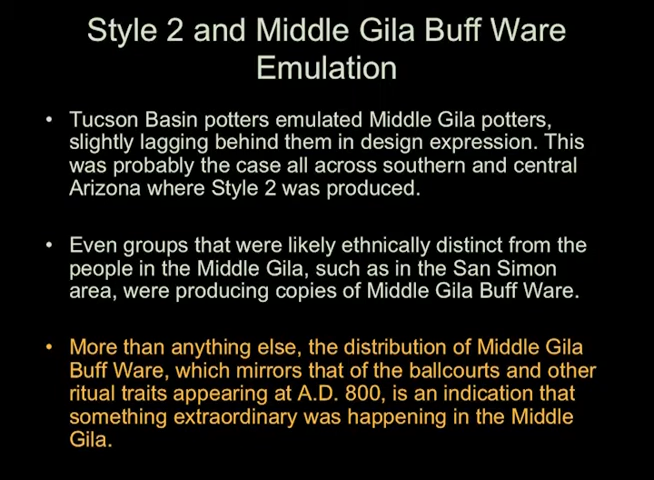 Style 2 and Middle Gila Buff Ware
Emulation
• Tucson Basin potters emulated Middle Gila potters,
slightly lagging behind them in design expression. This
was probably the case all across southern and central
Arizona where Style 2 was produced.
• Even groups that were likely ethnically distinct from the
people in the Middle Gila, such as in the San Simon
area, were producing copies of Middle Gila Buff Ware.
• More than anything else, the distribution of Middle Gila
Buff Ware, which mirrors that of the ballcourts and other
ritual traits appearing at A.D. 800, is an indication that
something extraordinary was happening in the Middle
Gila.